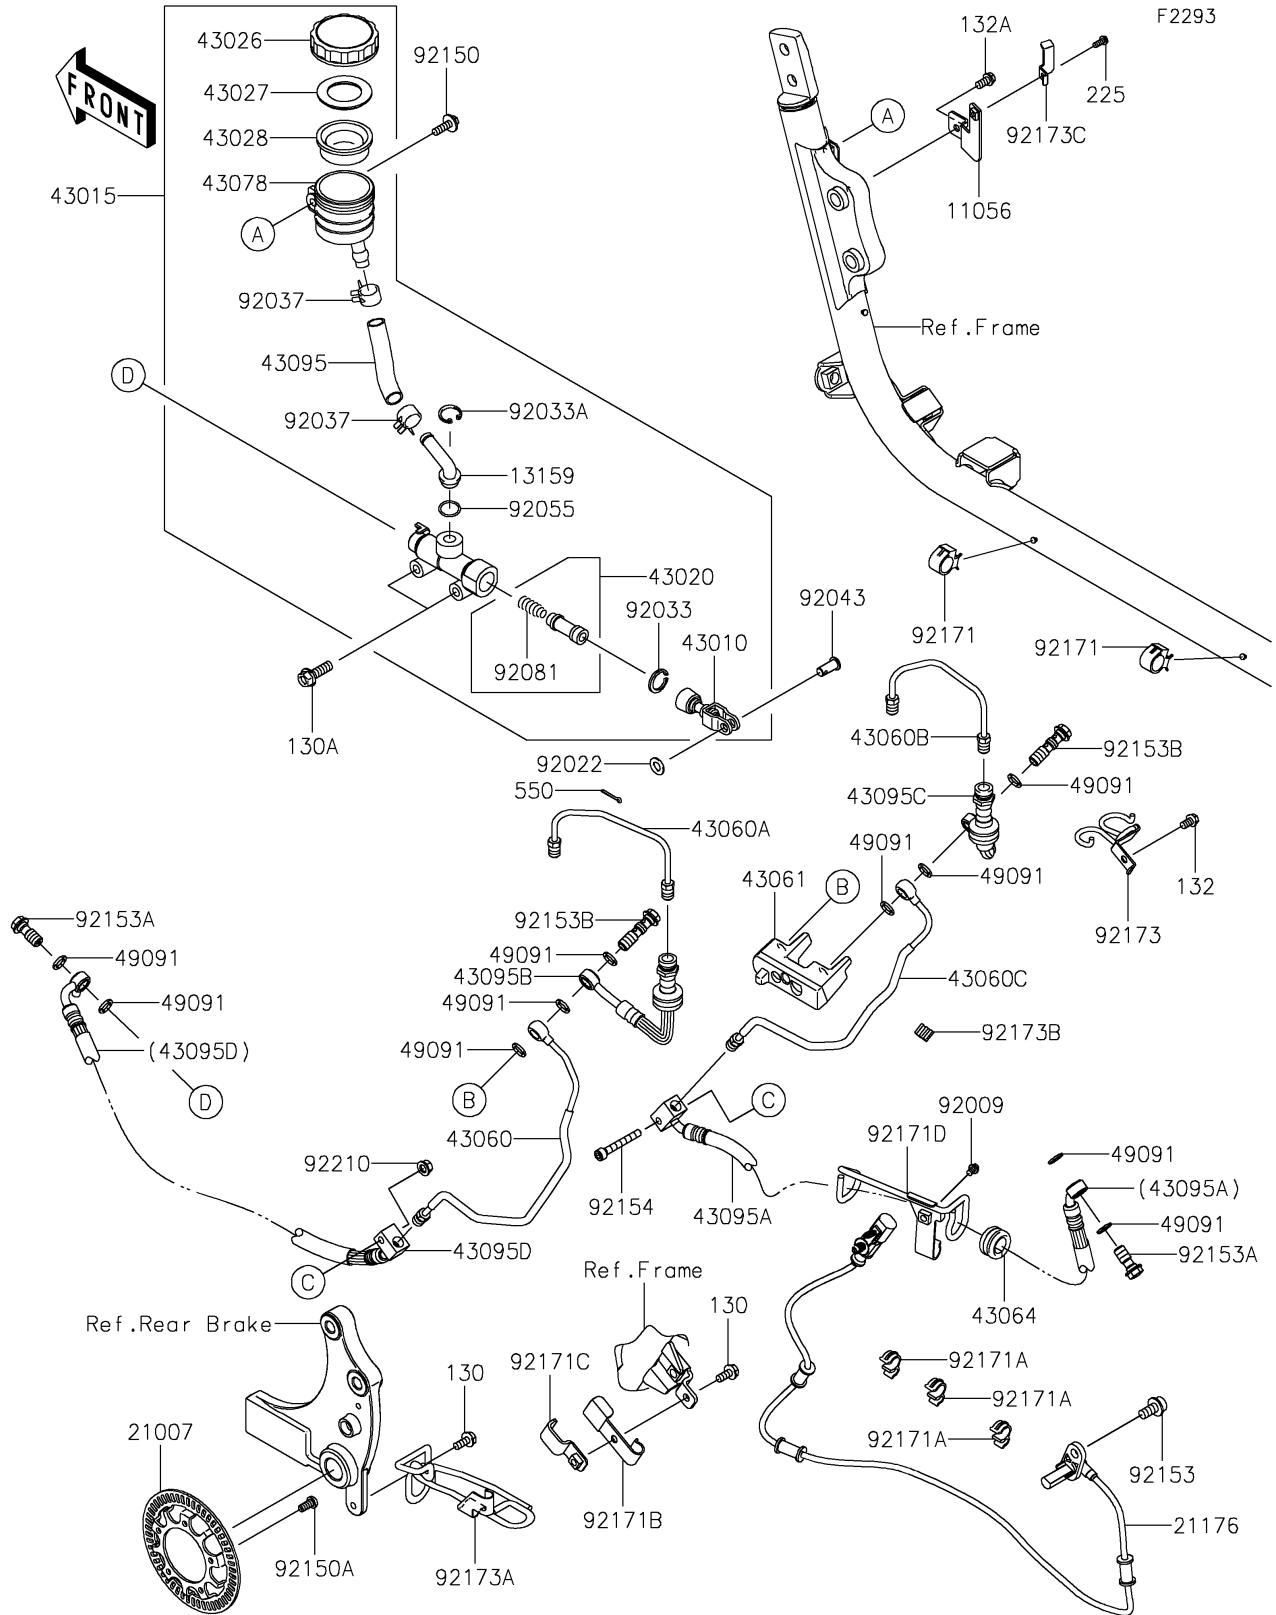 F2293
132A
43026
92150
FRONT
43027
225
A
92173C
43028
43078
43015
11056
A
92037
Ref.Frame
43095
D
92033A
92037
13159
92055
43020
92043
92033
92171
43010
92171
92081
130A
43060B
92153B
92022
43095C
49091
550
43060A
49091
49091
43061
B
132
92153A
92153B
92173
49091
49091
43095B
43060C
49091
49091
92173B
(43095D)
49091
D
B
C
92009
43060
92171D
49091
92210
(43095A)
92154
43095A
49091
43095D
92153A
C
Ref.Frame
43064
130
Ref.Rear Brake
92171C
92171A
130
92171A
21007
92171A
92153
92171B
21176
92150A
92173A